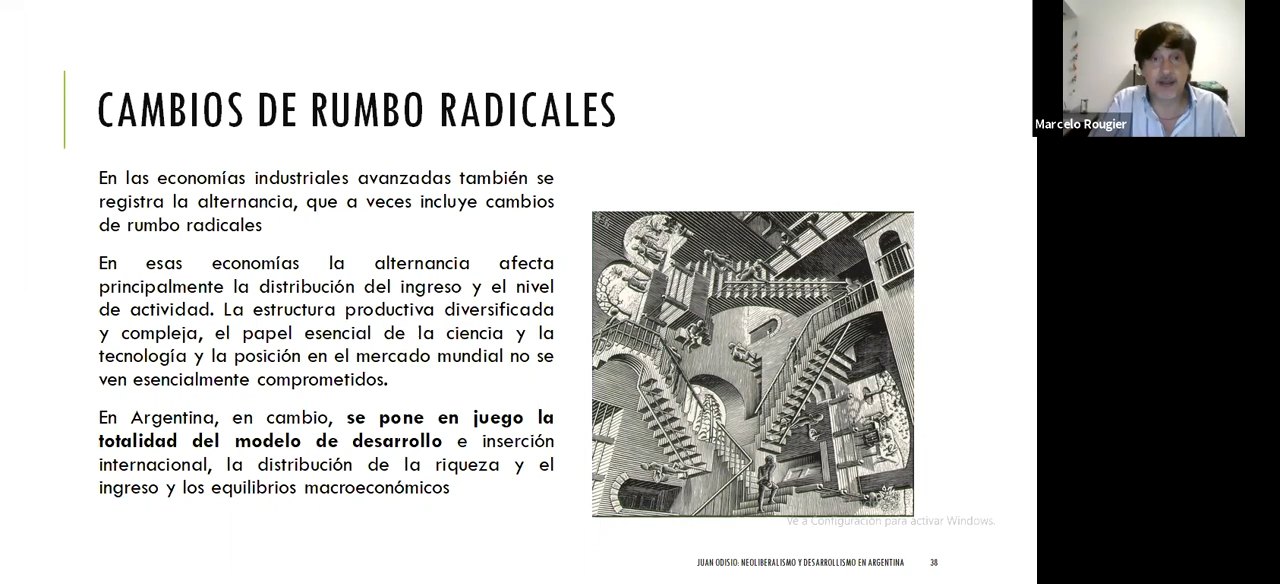 CAMBIOS DE RUMBO RADICALES
En las economías industriales avanzadas también se
registra la alternancia, que a veces incluye cambios
de rumbo radicales
En esas economías la alternancia afecta
principalmente la distribución del ingreso y el nivel
de actividad. La estructura productiva diversificada
y compleja, el papel esencial de la ciencia y la
tecnología y la posición en el mercado mundial no se
ven esencialmente comprometidos.
En Argentina, en cambio, se pone en juego la
totalidad del modelo de desarrollo e inserción
internacional, la distribución de la riqueza y el
ingreso y los equilibrios macroeconómicos
Ve a Configuración para activar Windows.
JUAN ODISIO: NEOLIBERALISMO Y DESARROLLISMO EN ARGENTINA
38
Marcelo Rougier